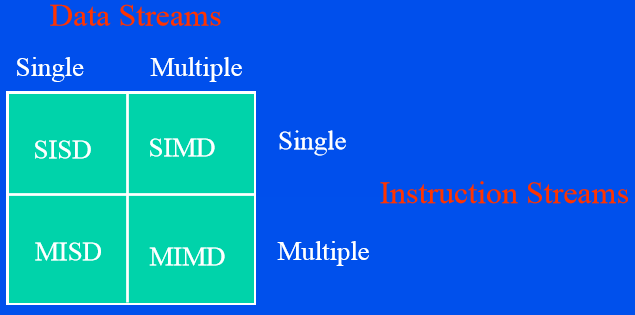 Data Streams
Single Multiple
SISD SIMD Single
Instruction Streams
MISD MIMD Multiple